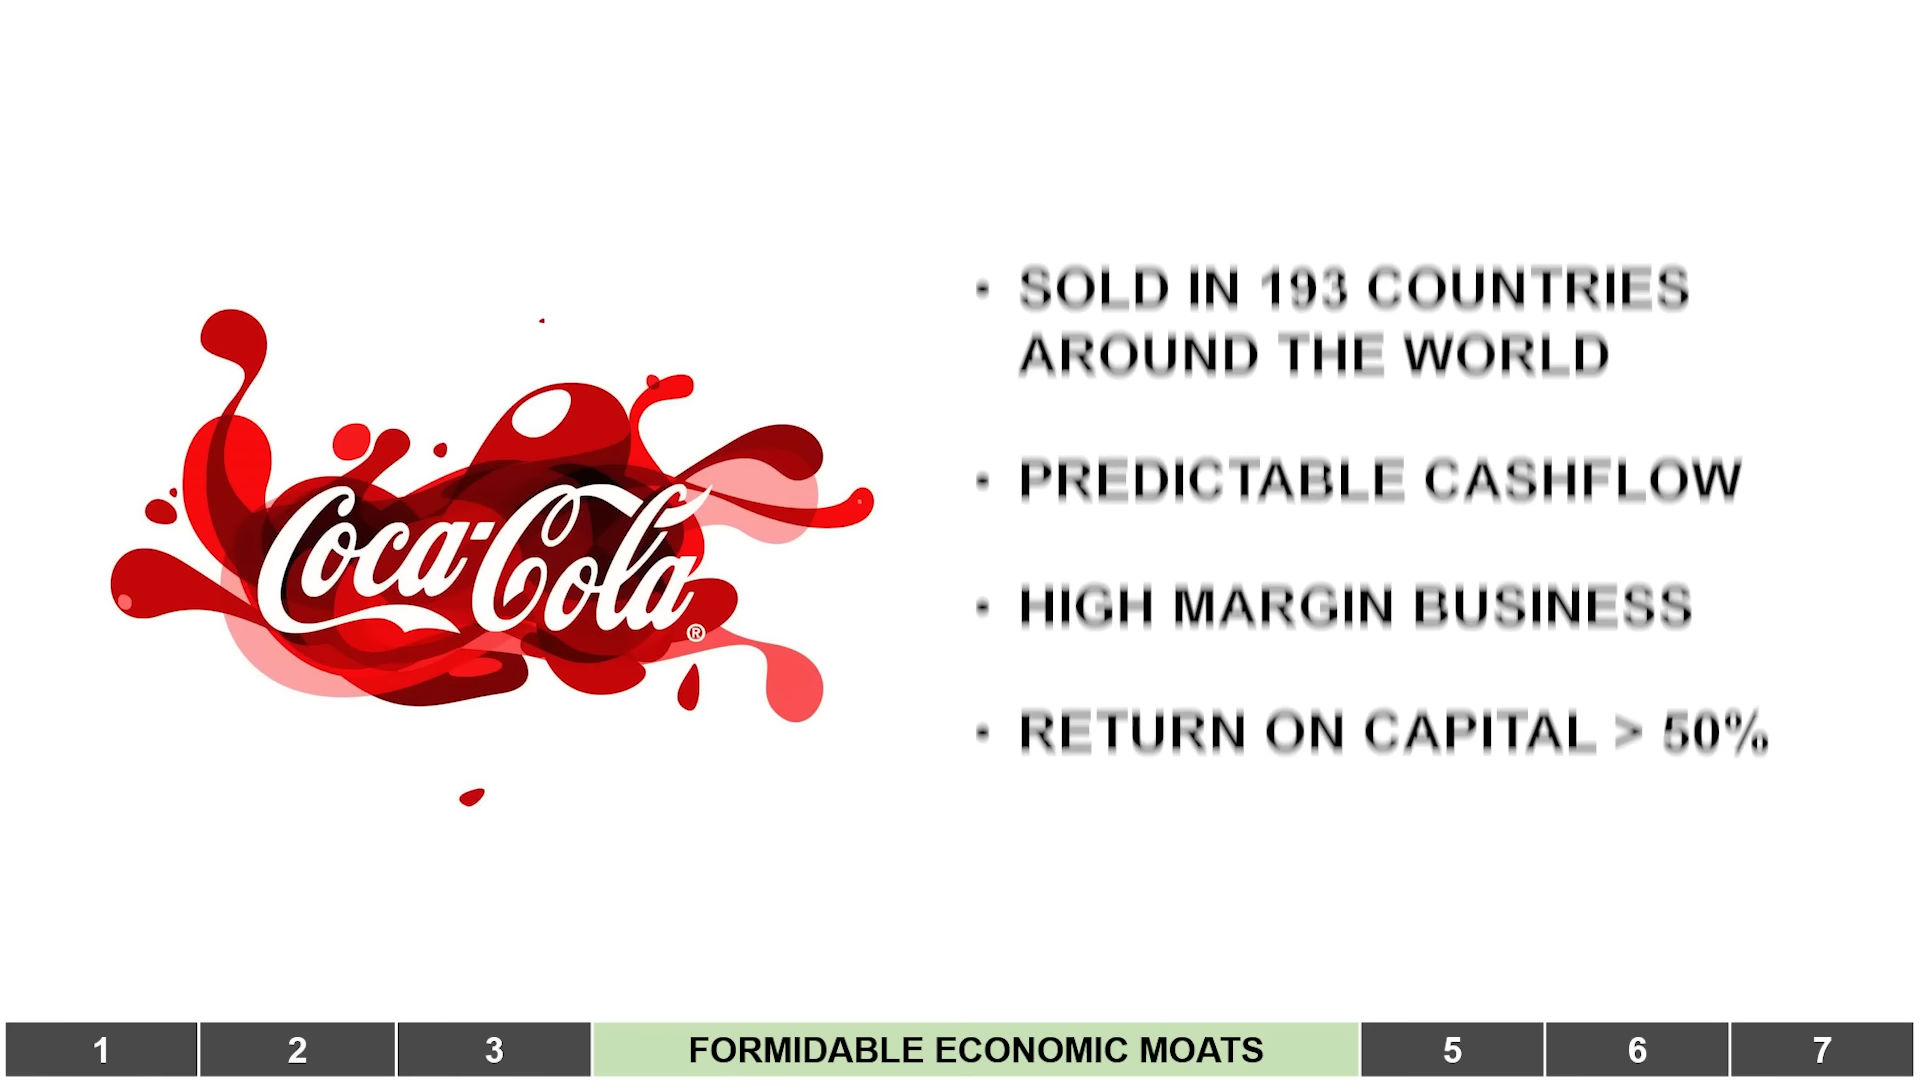 Coca-Cola®
• SOLD IN 193 COUNTRIES
AROUND THE WORLD
• PREDICTABLE CASHFLOW
• HIGH MARGIN BUSINESS
• RETURN ON CAPITAL > 50%
1 2 3 FORMIDABLE ECONOMIC MOATS 5 6 7